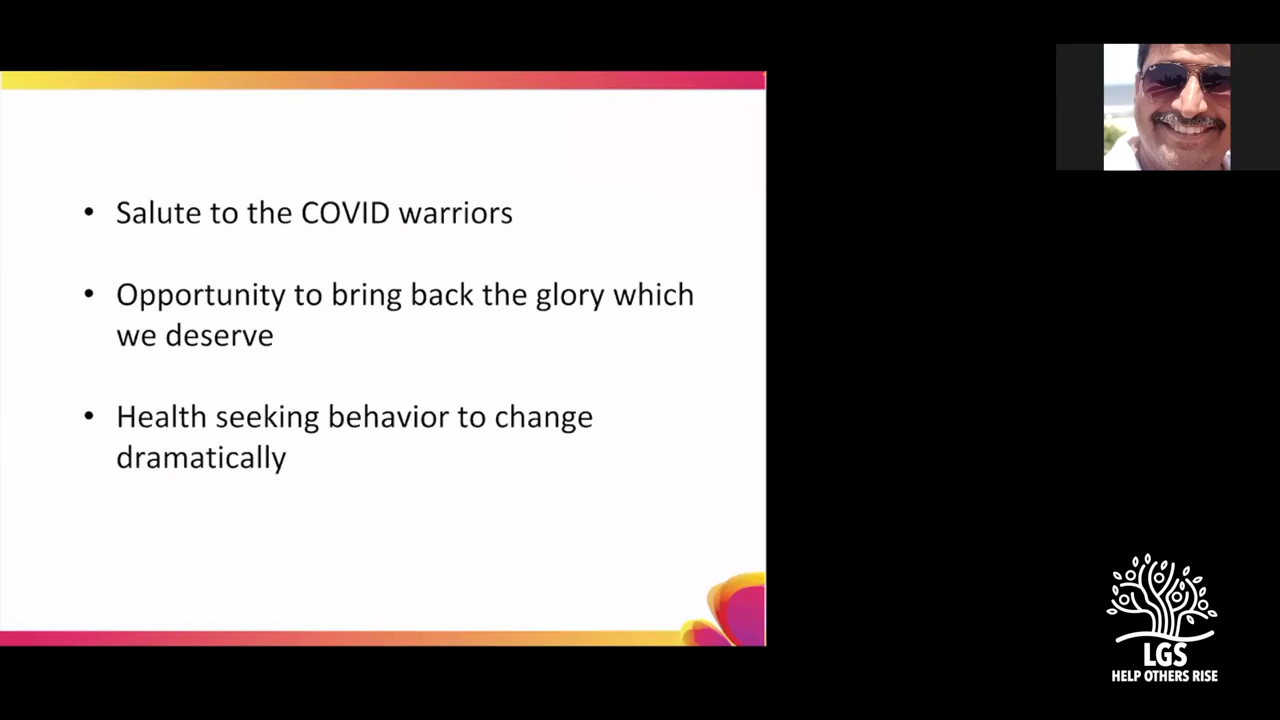 • Salute to the COVID warriors
• Opportunity to bring back the glory which
we deserve
• Health seeking behavior to change
dramatically
LGS
HELP OTHERS RISE